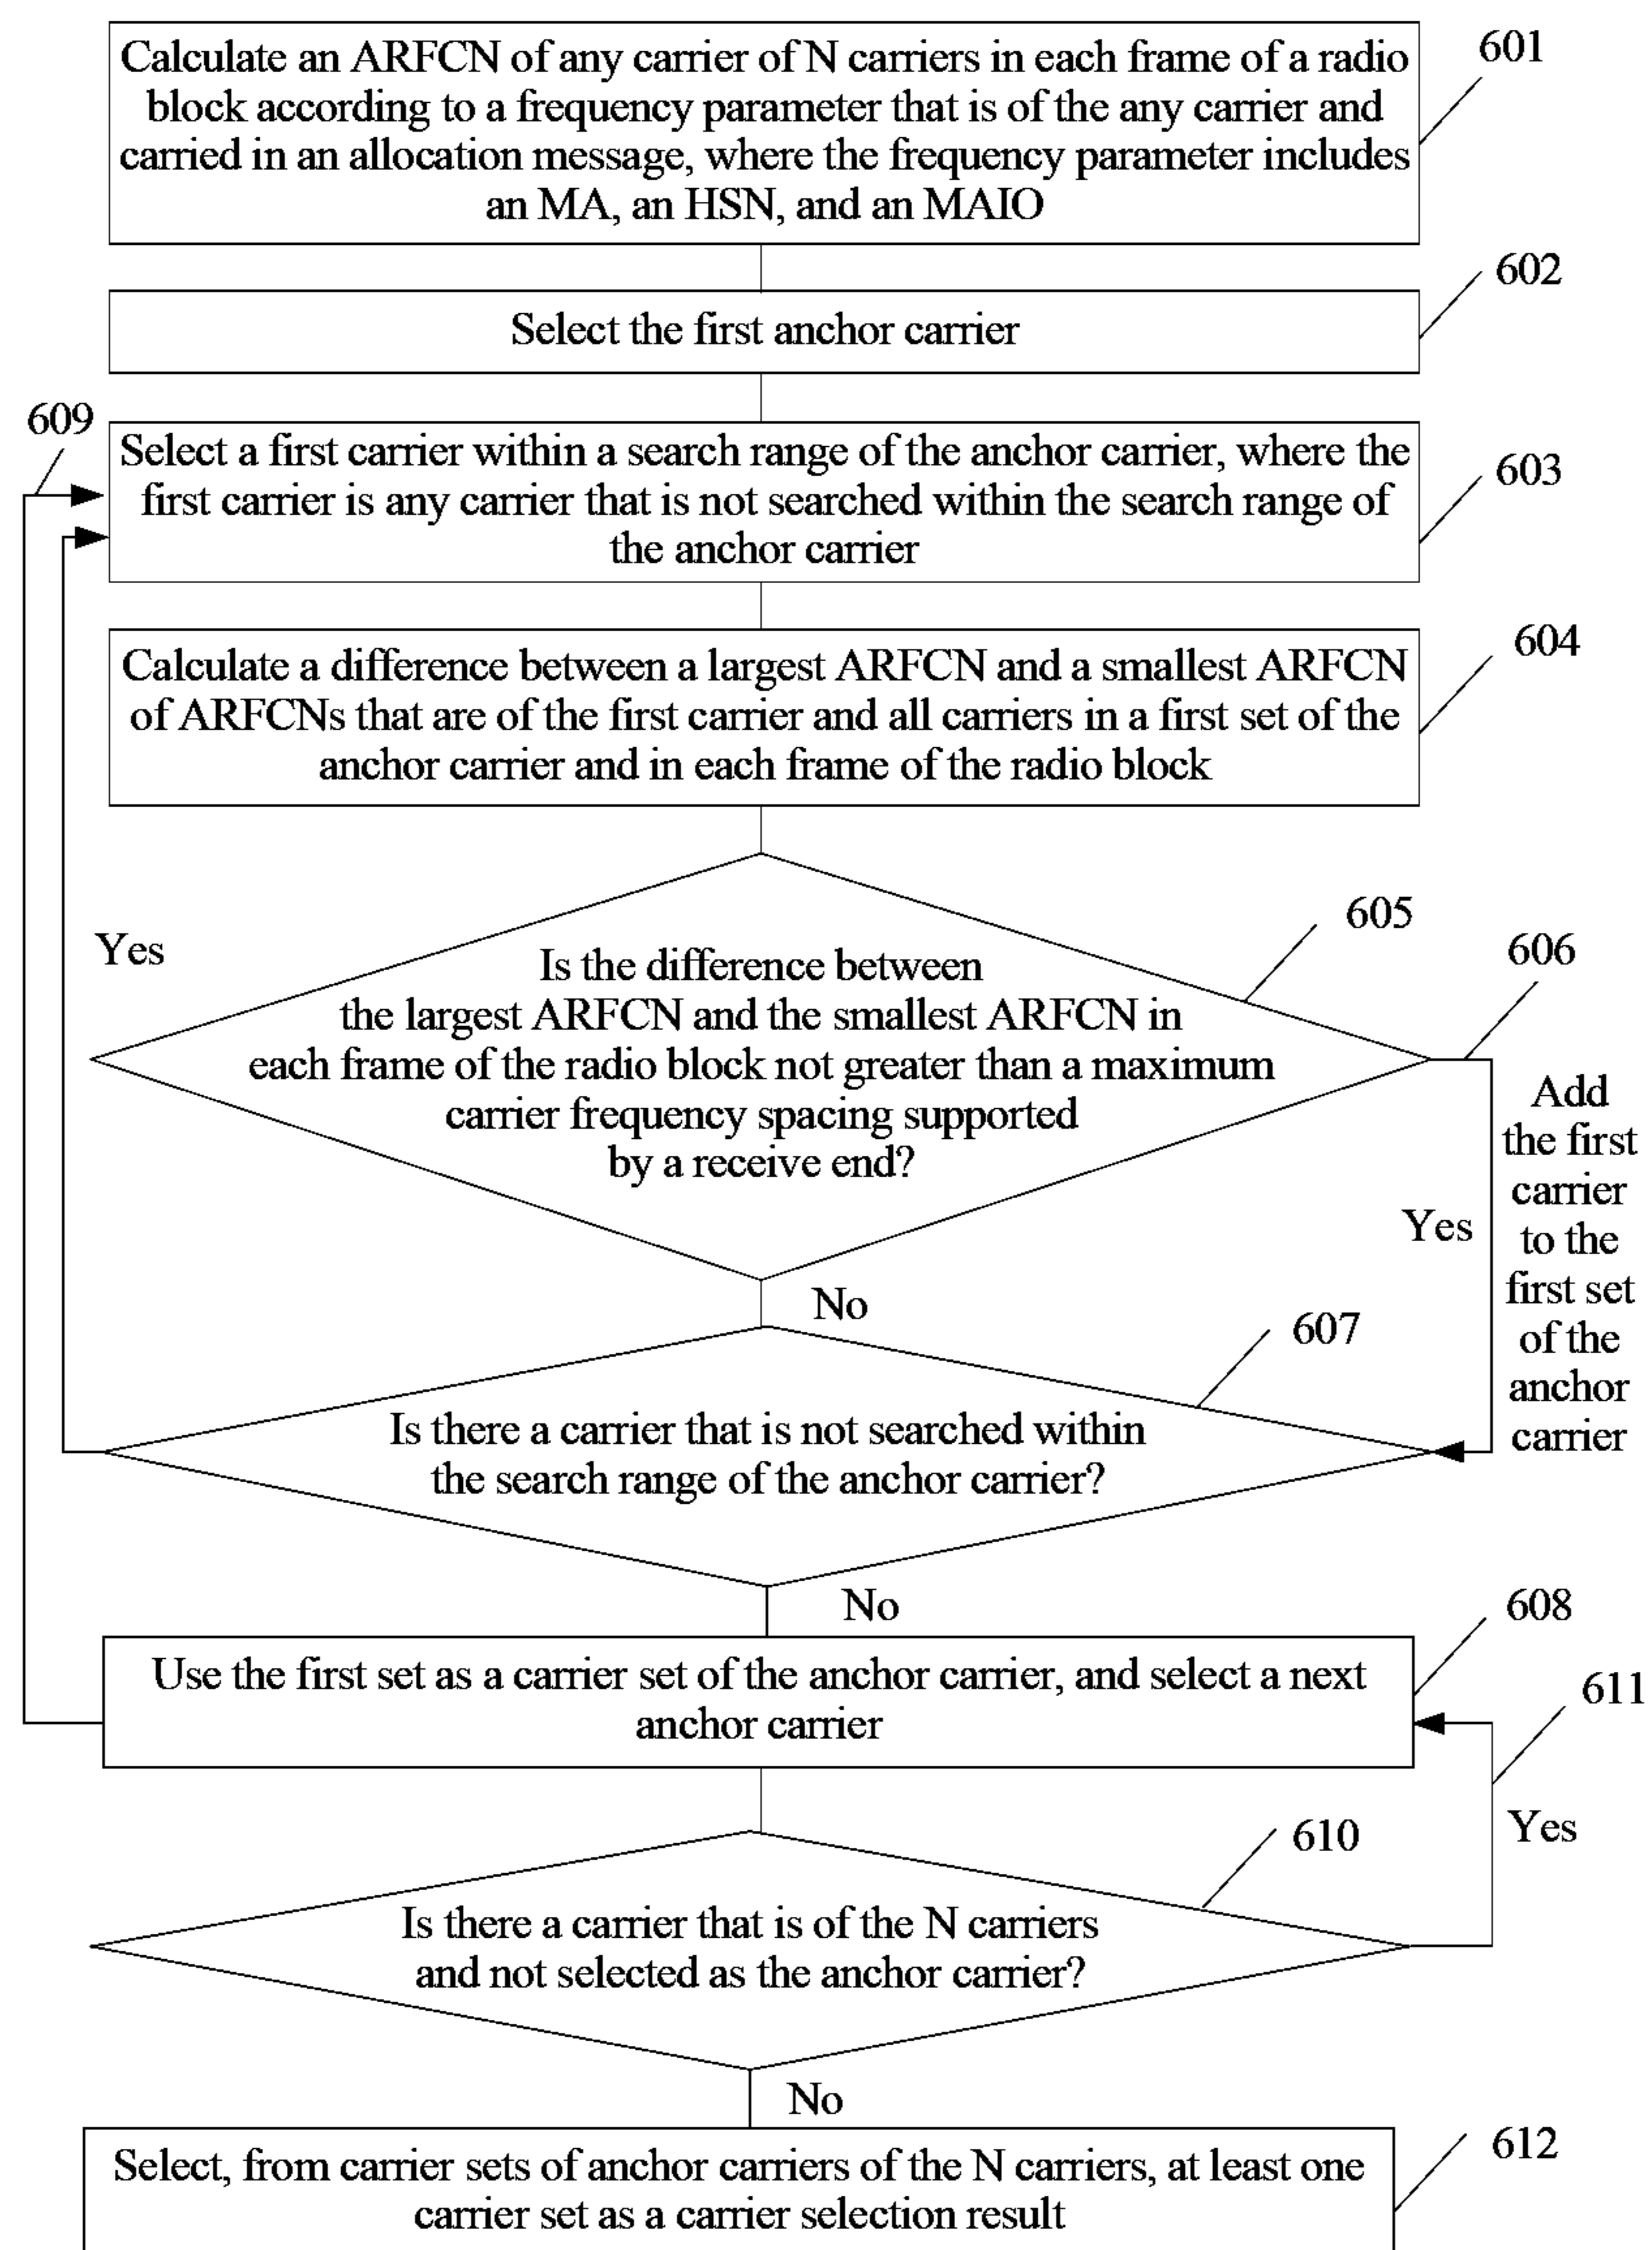 Calculate an ARFCN of any carrier of N carriers in each frame of a radio
block according to a frequency parameter that is of the any carrier and
carried in an allocation message, where the frequency parameter includes
an MA, an HSN, and an MAIO
601
602
Select the first anchor carrier
609
Select a first carrier within a search range of the anchor carrier, where the
first carrier is any carrier that is not searched within the search range of
the anchor carrier
603
604
Calculate a difference between a largest ARFCN and a smallest ARFCN
of ARFCNs that are of the first carrier and all carriers in a first set of the
anchor carrier and in each frame of the radio block
605
606
Yes
Is the difference between
the largest ARFCN and the smallest ARFCN in
each frame of the radio block not greater than a maximum
carrier frequency spacing supported
by a receive end?
Yes
Add
the first
carrier
to the
first set
of the
anchor
carrier
No
607
Is there a carrier that is not searched within
the search range of the anchor carrier?
No
608
Use the first set as a carrier set of the anchor carrier, and select a next
anchor carrier
611
Yes
610
Is there a carrier that is of the N carriers
and not selected as the anchor carrier?
No
612
Select, from carrier sets of anchor carriers of the N carriers, at least one
carrier set as a carrier selection result